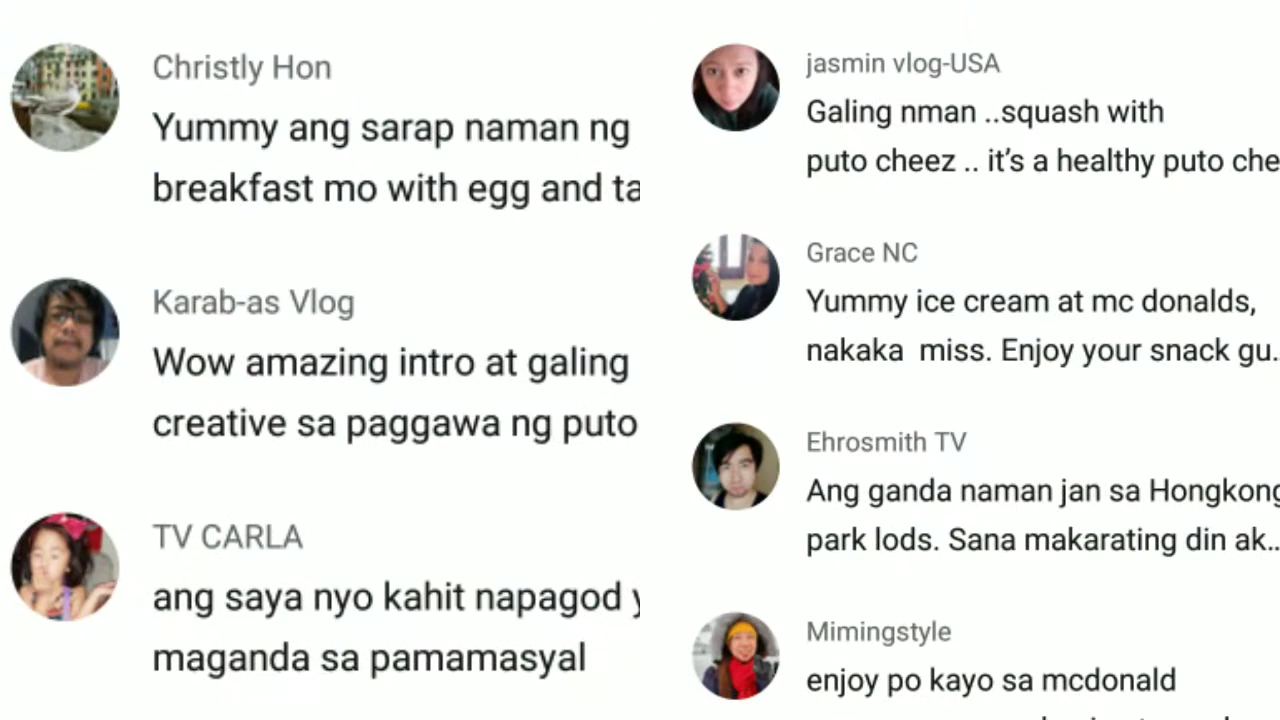 Christly Hon
Yummy ang sarap naman ng
breakfast mo with egg and
Karab-as Vlog
Wow amazing intro at galing
creative sa paggawa ng puto
TV CARLA
ang saya nyo kahit napagod
maganda sa pamamasyal
jasmin vlog-USA
Galing nman ..squash with
puto cheez .. it’s a healthy puto
Grace NC
Yummy ice cream at mc donalds,
nakaka miss. Enjoy your snack gu..
Ehrosmith TV
Ang ganda naman jan sa Hongkong
park lods. Sana makarating din ak..
Mimingstyle
enjoy po kayo sa mcdonald